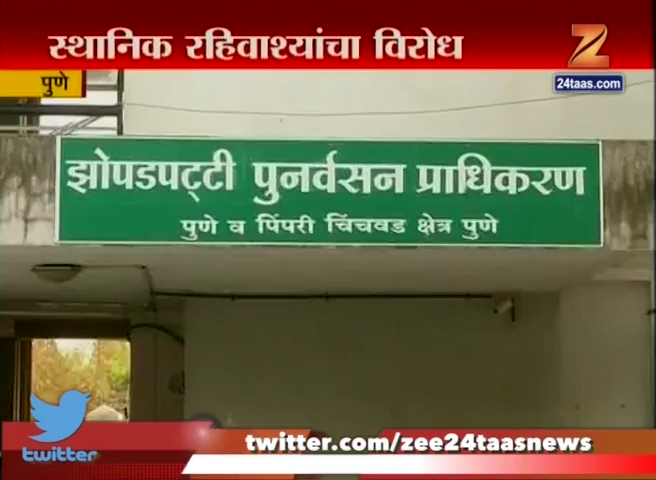 स्थानिक रहिवाश्यांचा विरोध
24taas.com
पुणे
झोपडपट्टी पुनर्वसन प्राधिकरण
पुणे व पिंपरी चिंचवड क्षेत्र पुणे
twitter
twitter.com/zee24taasnews